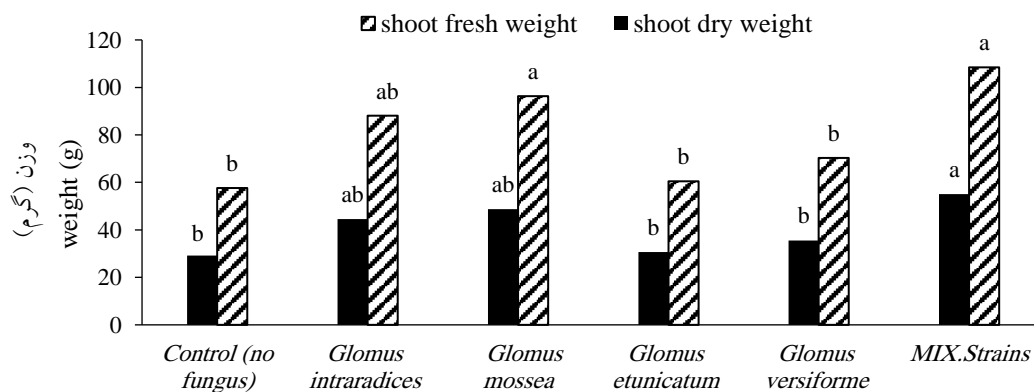 shoot fresh weight
shoot dry weight
120
100
80
60
40
20
0
وزن (گرم)
weight (g)
b
b
ab
ab
ab
a
b
b
b
b
a
a
Control (no
fungus)
Glomus
intraradices
Glomus
mossea
Glomus
etunicatum
Glomus
versiforme
MIX.Strains